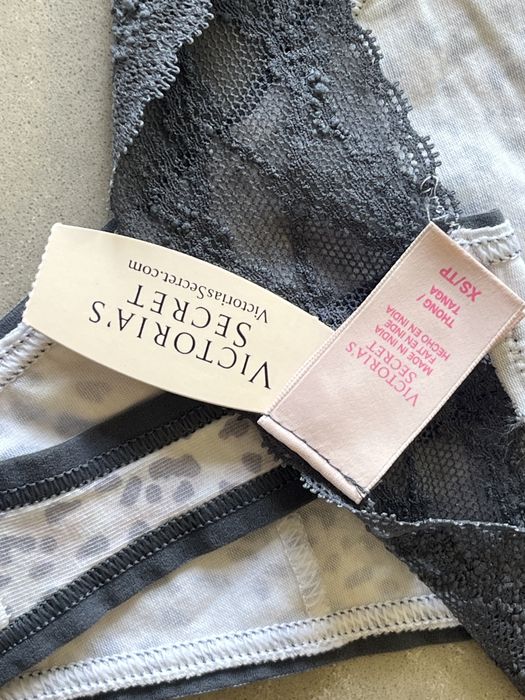 VICTORIA'S
SECRET
VictoriasSecret.com
VICTORIA'S
SECRET
MADE IN INDIA
FAIT EN INDE
HECHO EN INDIA
THONG /
TANGA
XS/TP